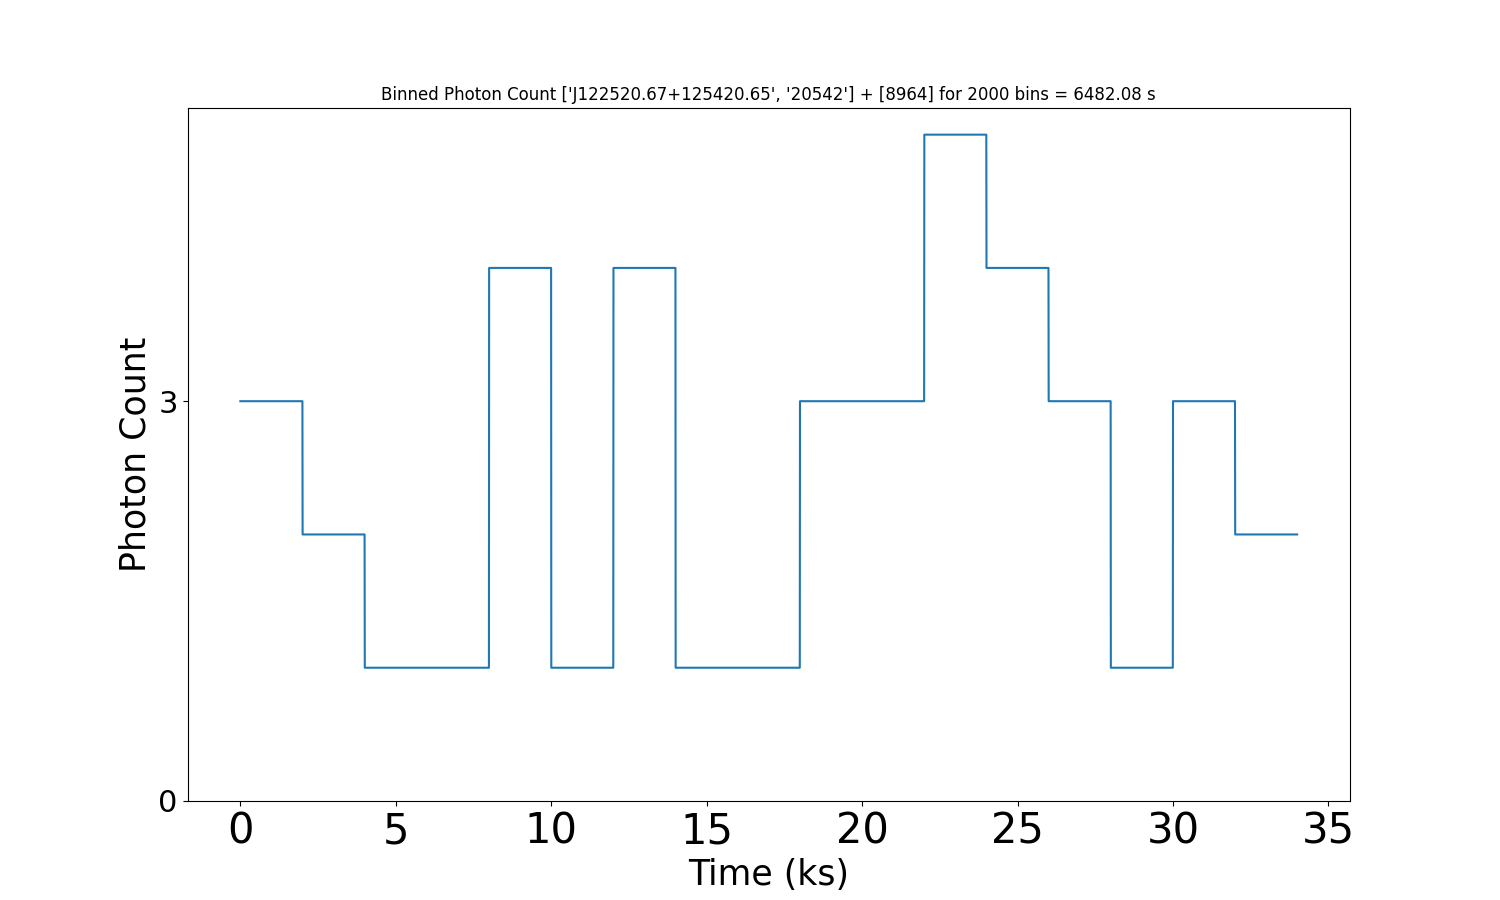 Binned Photon Count ['J122520.67+125420.65', '20542'] + [8964] for 2000 bins = 6482.08 s
Photon Count
3
0
0 5 10 15 20 25 30 35
Time (ks)